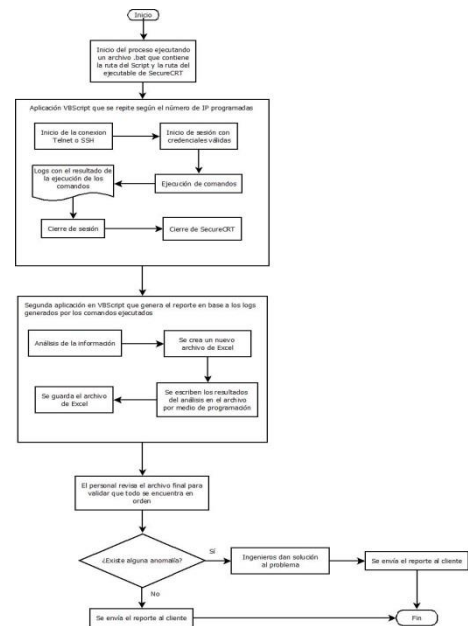 Inicio
Inicio del proceso ejecutando
un archivo .bat que contiene
la ruta del Script y la ruta del
ejecutable de SecureCRT
Aplicación VBScript que se repite según el número de IP programadas
Inicio de la conexion
Telnet o SSH
Inicio de sesión con
credenciales válidas
Logs con el resultado de
la ejecución de los
comandos
Ejecución de comandos
Cierre de sesión
Cierre de SecureCRT
Segunda aplicación en VBScript que genera el reporte en base a los logs
generados por los comandos ejecutados
Análisis de la información
Se crea un nuevo
archivo de Excel
Se guarda el archivo
de Excel
Se escriben los resultados
del análisis en el archivo
por medio de programación
El personal revisa el archivo final para
validar que todo se encuentra en
orden
¿Existe alguna anomalía?
Sí
Ingenieros dan solución
al problema
Se envía el reporte al cliente
No
Se envía el reporte al cliente
Fin